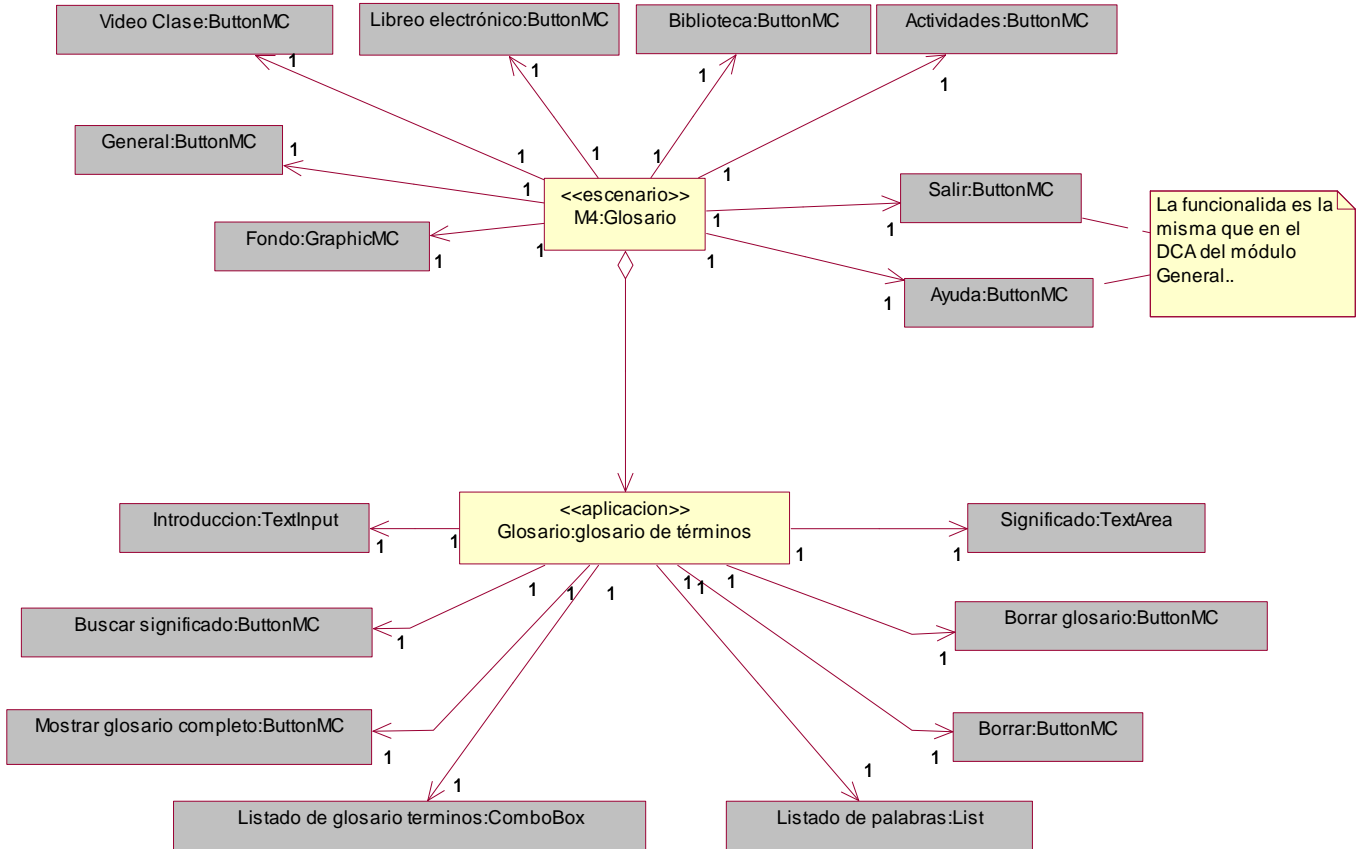 Video Clase:ButtonMC
Libreo electrónico:ButtonMC
Biblioteca:ButtonMC
Actividades:ButtonMC
1
1
1
1
General:ButtonMC
1
1
1
1
1
1
<<escenario>>
M4:Glosario
Salir:ButtonMC
1
1
Fondo:GraphicMC
1
1
1
Ayuda:ButtonMC
1
La funcionalida es la
misma que en el
DCA del módulo
General..
<<aplicacion>>
Glosario:glosario de términos
Introduccion:TextInput
1
1
Significado:TextArea
1
1
1
1
1
1
1
1
Buscar significado:ButtonMC
1
Borrar glosario:ButtonMC
1
Mostrar glosario completo:ButtonMC
1
Borrar:ButtonMC
1
1
1
Listado de glosario terminos:ComboBox
Listado de palabras:List